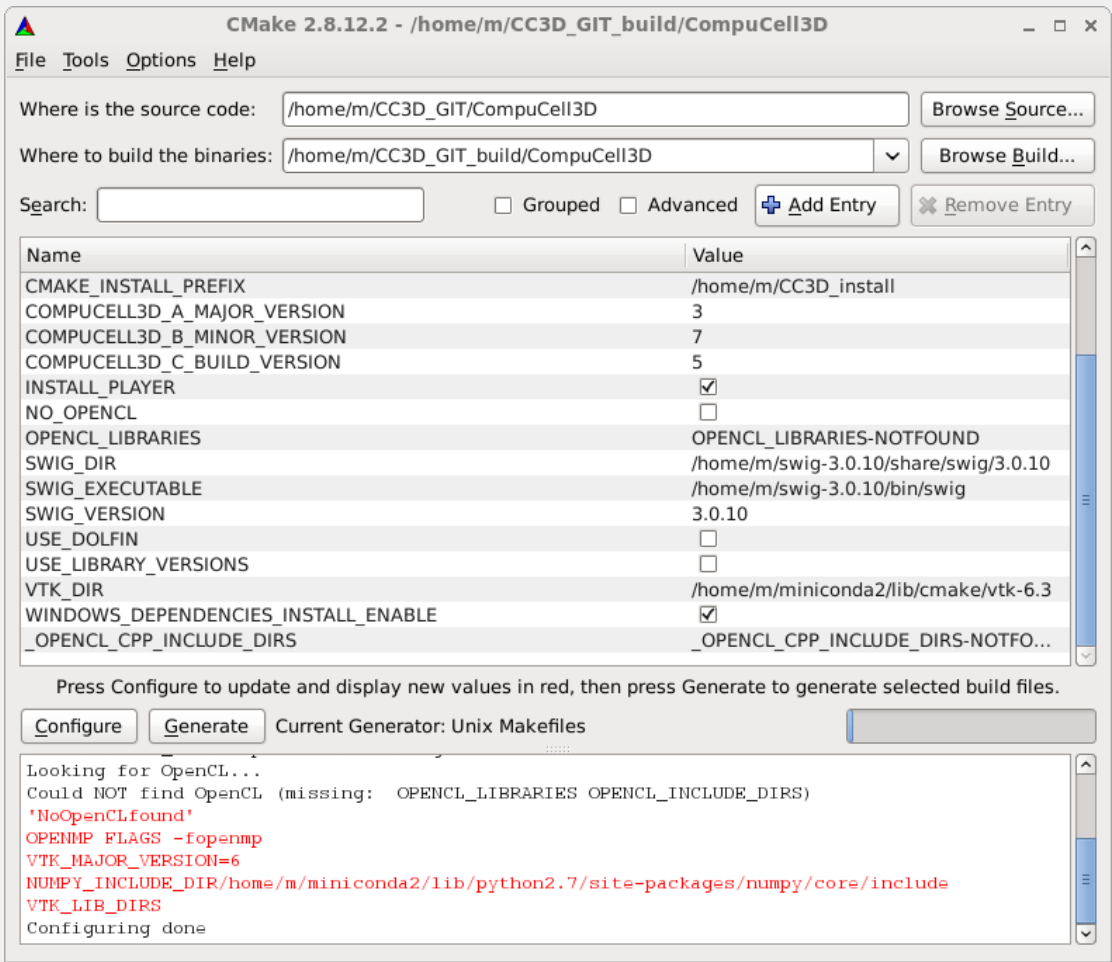 CMake 2.8.12.2 - /home/m/CC3D_GIT_build/CompuCell3D
File Tools Options Help
Where is the source code: /home/m/CC3D_GIT/CompuCell3D Browse Source...
Where to build the binaries: /home/m/CC3D_GIT_build/CompuCell3D Browse Build...
Search: Grouped Advanced Add Entry Remove Entry
Name Value
CMAKE_INSTALL_PREFIX /home/m/CC3D_install
COMPUCELL3D_A_MAJOR_VERSION 3
COMPUCELL3D_B_MINOR_VERSION 7
COMPUCELL3D_C_BUILD_VERSION 5
INSTALL_PLAYER
NO_OPENCL
OPENCL_LIBRARIES OPENCL_LIBRARIES-NOTFOUND
SWIG_DIR /home/m/swig-3.0.10/share/swig/3.0.10
SWIG_EXECUTABLE /home/m/swig-3.0.10/bin/swig
SWIG_VERSION 3.0.10
USE_DOLFIN
USE_LIBRARY_VERSIONS
VTK_DIR /home/m/miniconda2/lib/cmake/vtk-6.3
WINDOWS_DEPENDENCIES_INSTALL_ENABLE
_OPENCL_CPP_INCLUDE_DIRS _OPENCL_CPP_INCLUDE_DIRS-NOTFO...
Press Configure to update and display new values in red, then press Generate to generate selected build files.
Configure Generate Current Generator: Unix Makefiles
Looking for OpenCL...
Could NOT find OpenCL (missing:  OPENCL_LIBRARIES OPENCL_INCLUDE_DIRS)
'NoOpenCLfound'
OPENMP FLAGS -fopenmp
VTK_MAJOR_VERSION=6
NUMPY_INCLUDE_DIR/home/m/miniconda2/lib/python2.7/site-packages/numpy/core/include
VTK_LIB_DIRS
Configuring done